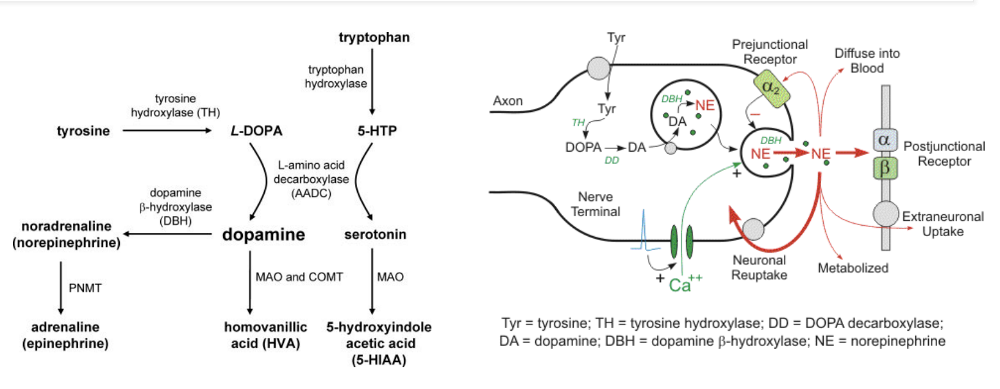 tryptophan
tryptophan
hydroxylase
tyrosine
hydroxylase (TH)
tyrosine
L-DOPA
5-HTP
L-amino acid
decarboxylase
(AADC)
dopamine
β-hydroxylase
(DBH)
noradrenaline
(norepinephrine)
dopamine
serotonin
PNMT
MAO and COMT
MAO
adrenaline
(epinephrine)
homovanillic
acid (HVA)
5-hydroxyindole
acetic acid
(5-HIAA)
Tyr
Prejunctional
Receptor
Diffuse into
Blood
Axon
Tyr
TH
DOPA
DD
DA
DBH
DA
NE
α2
–
DBH
NE
NE
+
α
β
Postjunctional
Receptor
Nerve
Terminal
Extraneuronal
Uptake
Neuronal
Reuptake
Metabolized
+
Ca++
Tyr = tyrosine; TH = tyrosine hydroxylase; DD = DOPA decarboxylase;
DA = dopamine; DBH = dopamine β-hydroxylase; NE = norepinephrine